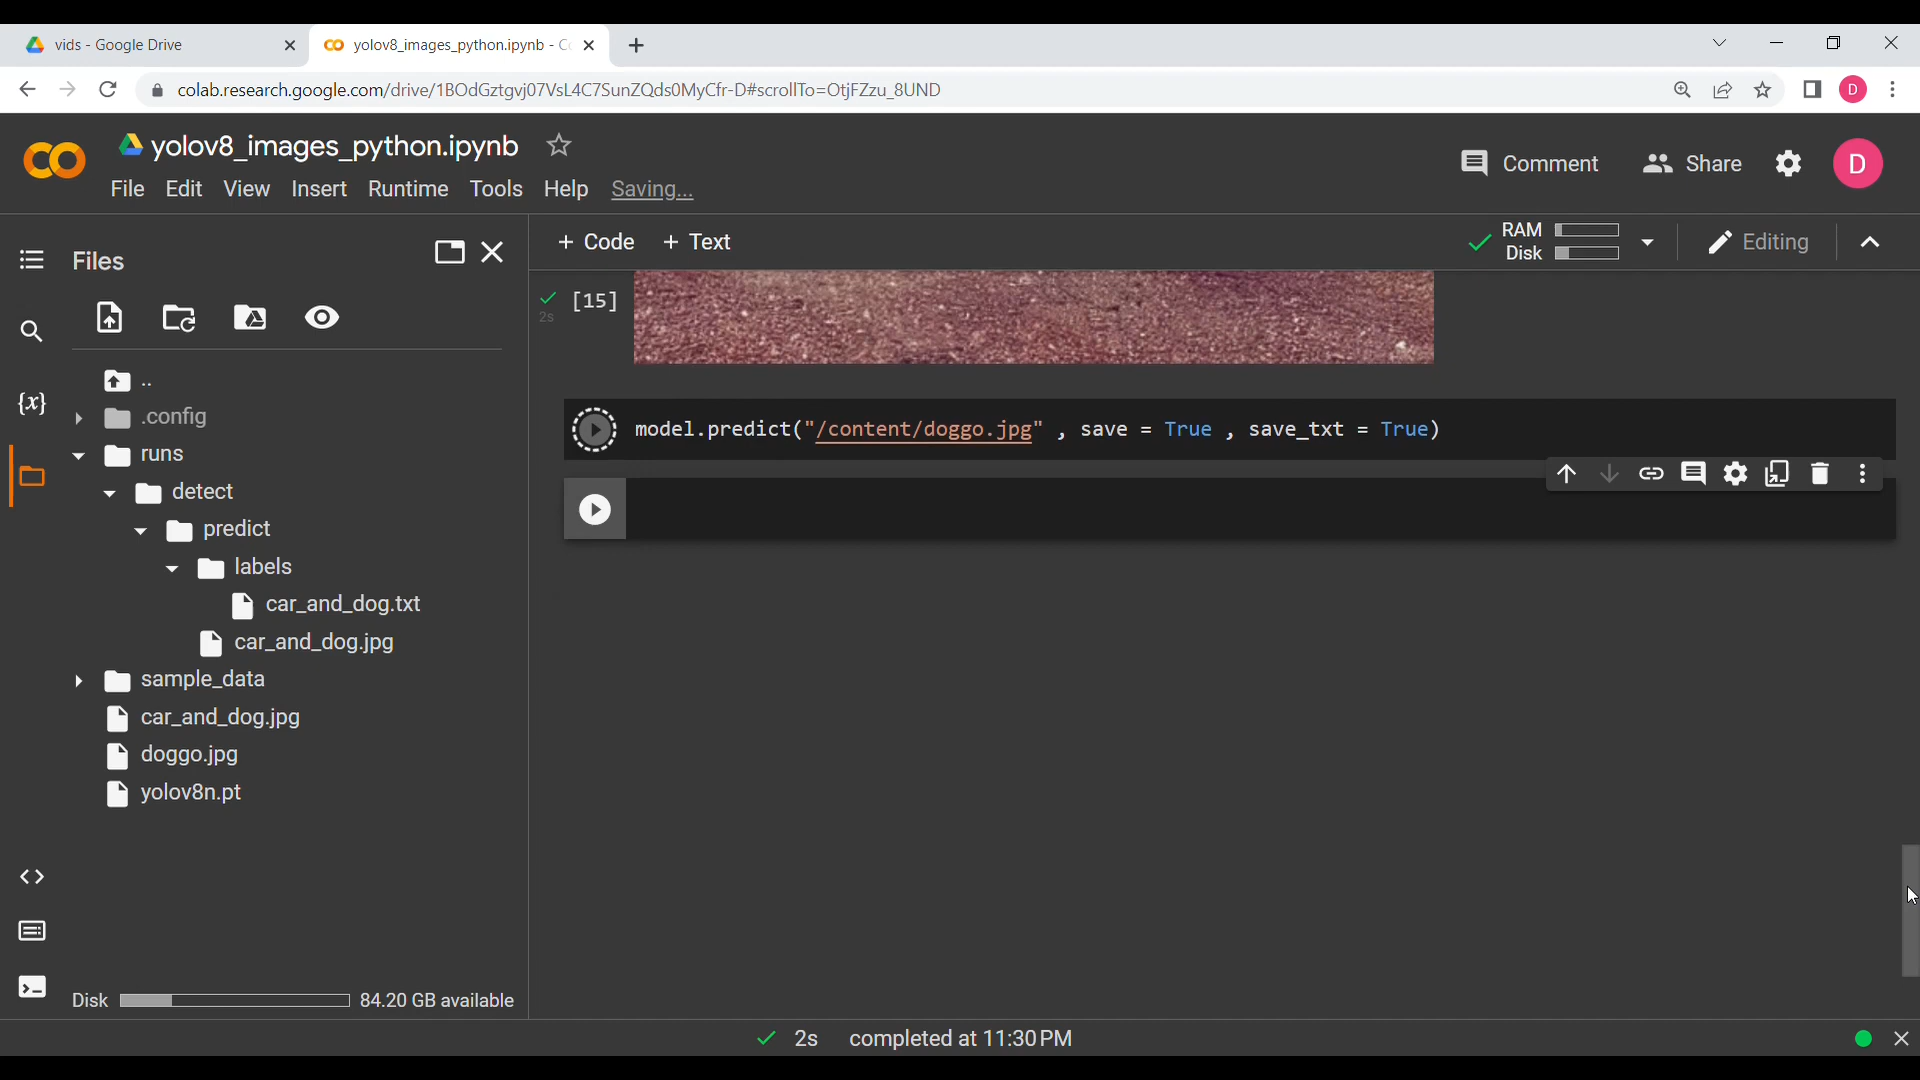 vids - Google Drive
yolov8_images_python.ipynb - C
colab.research.google.com/drive/1BOdGztgvj07VsL4C7SunZQds0MyCfr-D#scrollTo=OtjFZzu_8UND
D
yolov8_images_python.ipynb
Comment
Share
D
File Edit View Insert Runtime Tools Help Saving...
Files
+ Code + Text
RAM
Disk
Editing
..
.config
runs
detect
predict
labels
car_and_dog.txt
car_and_dog.jpg
sample_data
car_and_dog.jpg
doggo.jpg
yolov8n.pt
{x}
Disk 84.20 GB available
[15]
2s
model.predict("/content/doggo.jpg" , save = True , save_txt = True)
2s completed at 11:30 PM